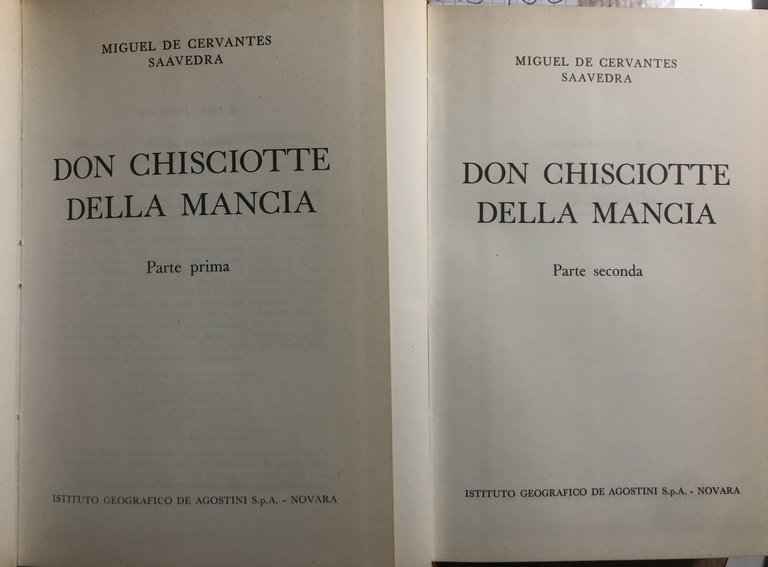 MIGUEL DE CERVANTES
SAAVEDRA
DON CHISCIOTTE
DELLA MANCIA
Parte prima
ISTITUTO GEOGRAFICO DE AGOSTINI S.p.A. - NOVARA
MIGUEL DE CERVANTES
SAAVEDRA
DON CHISCIOTTE
DELLA MANCIA
Parte seconda
ISTITUTO GEOGRAFICO DE AGOSTINI S.p.A. - NOVARA